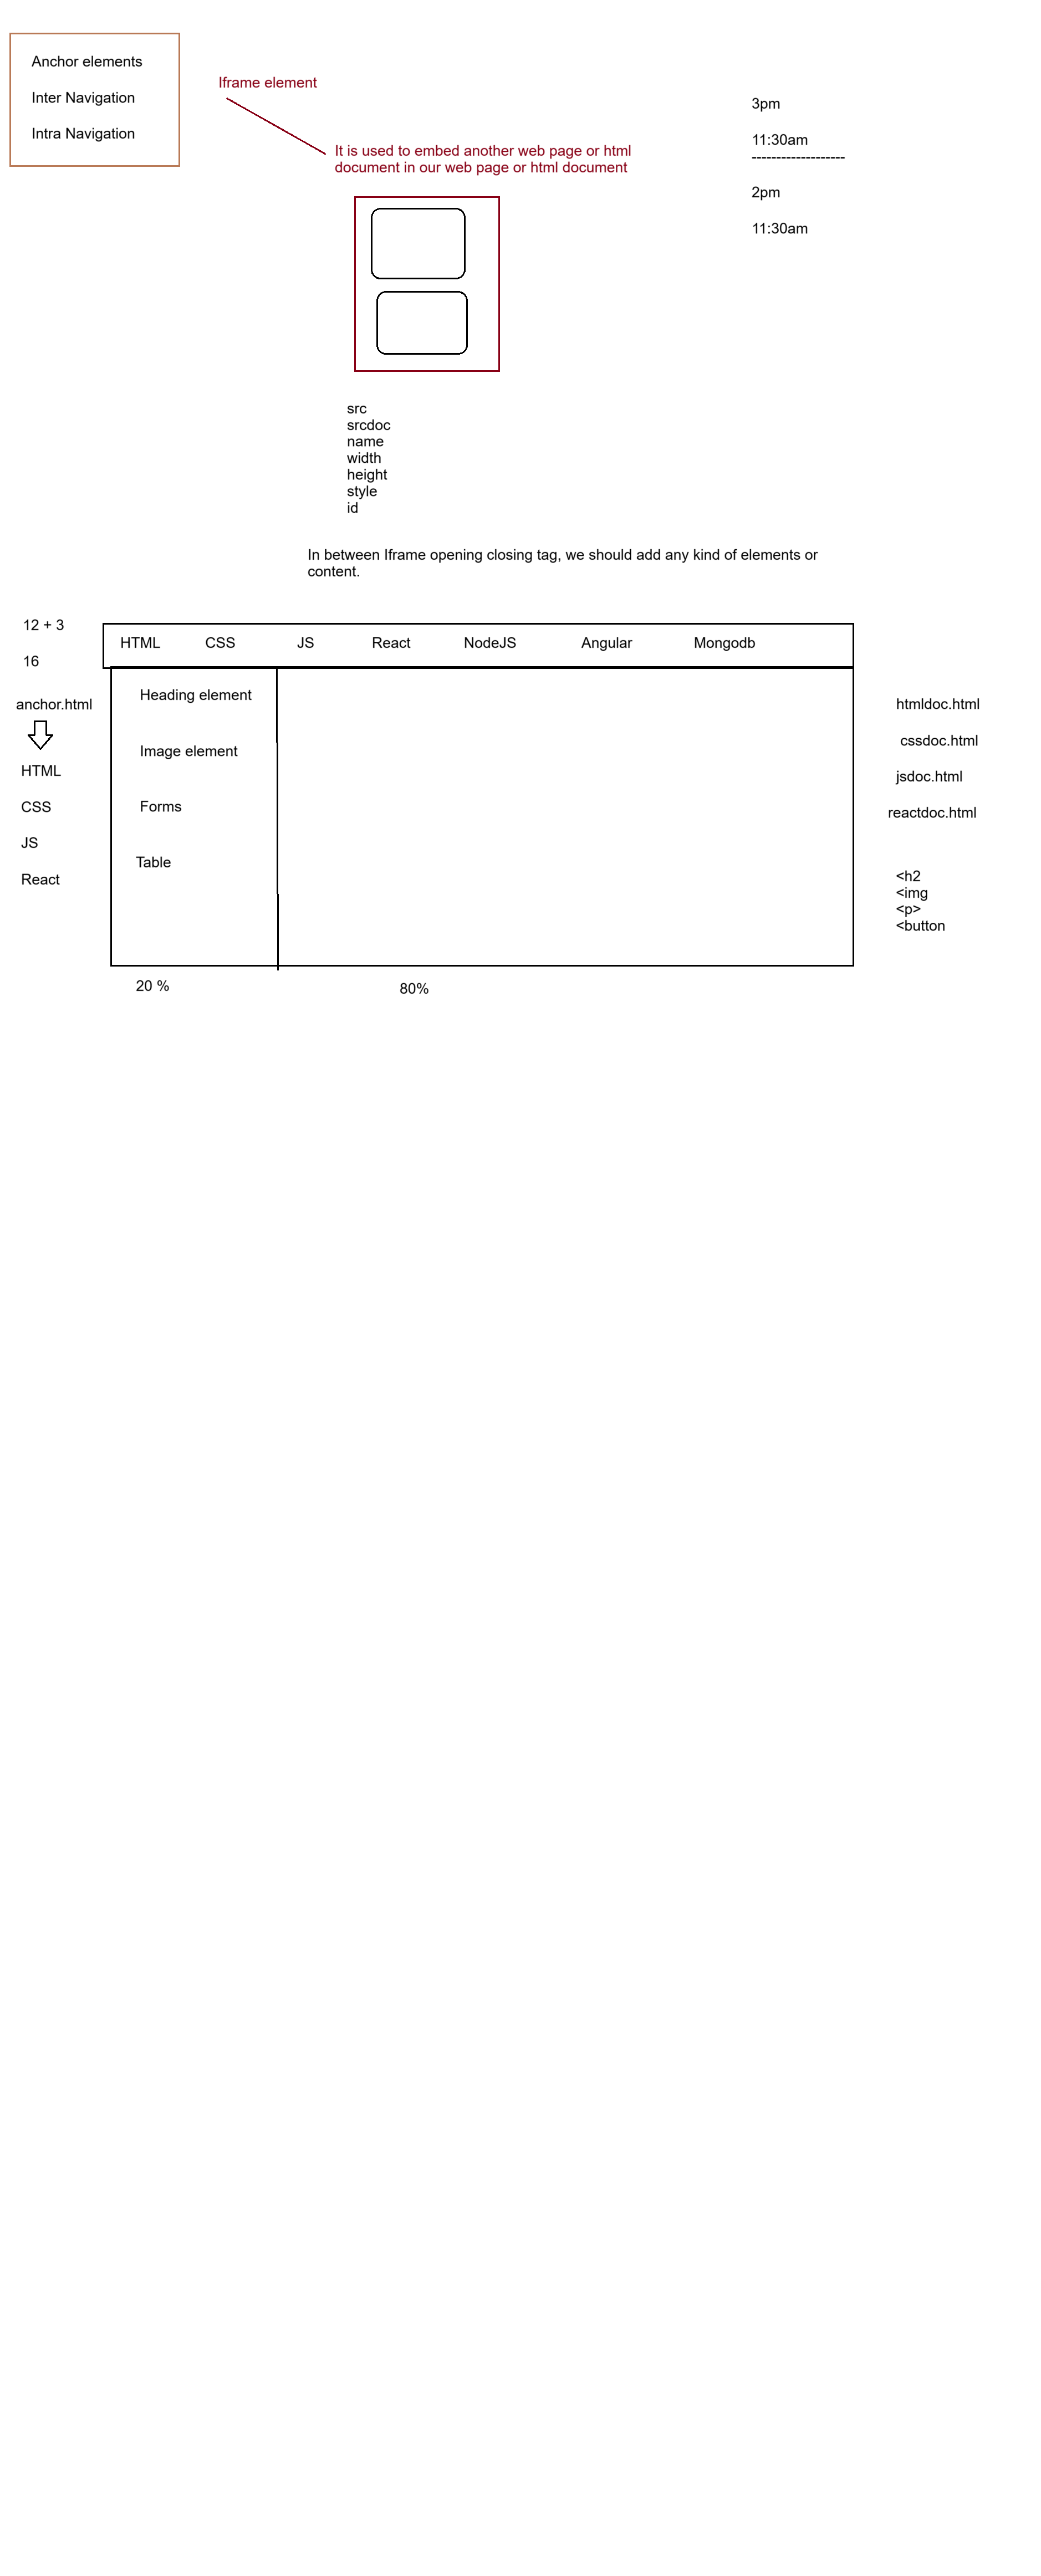 Anchor elements
Inter Navigation
Intra Navigation
Iframe element
It is used to embed another web page or html
document in our web page or html document
3pm
11:30am
-------------------
2pm
11:30am
src
srcdoc
name
width
height
style
id
In between Iframe opening closing tag, we should add any kind of elements or
content.
12 + 3
16
anchor.html
HTML
CSS
JS
React
HTML CSS JS React NodeJS Angular Mongodb
Heading element
Image element
Forms
Table
20 %
80%
htmldoc.html
cssdoc.html
jsdoc.html
reactdoc.html
<h2
<img
<p>
<button